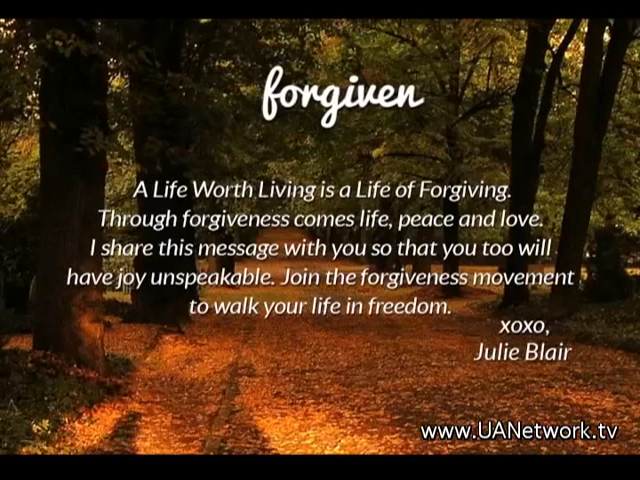 forgiven
A Life Worth Living is a Life of Forgiving.
Through forgiveness comes life, peace and love.
I share this message with you so that you too will
have joy unspeakable. Join the forgiveness movement
to walk your life in freedom.
xoxo,
Julie Blair
www.UANetwork.tv